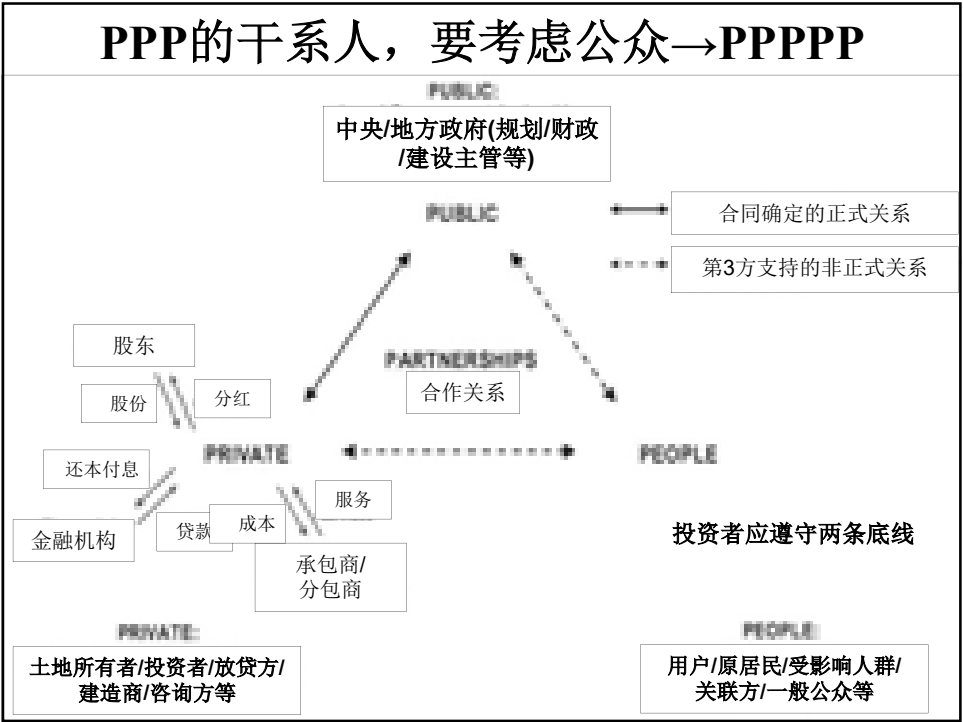 PPP的干系人，要考虑公众→PPPPP
PUBLIC:
中央/地方政府(规划/财政
/建设主管等)
PUBLIC
合同确定的正式关系
第3方支持的非正式关系
股东
PARTNERSHIPS
合作关系
股份
分红
PRIVATE
PEOPLE
还本付息
服务
贷款
成本
金融机构
投资者应遵守两条底线
承包商/
分包商
PRIVATE:
土地所有者/投资者/放贷方/
建造商/咨询方等
PEOPLE:
用户/原居民/受影响人群/
关联方/一般公众等